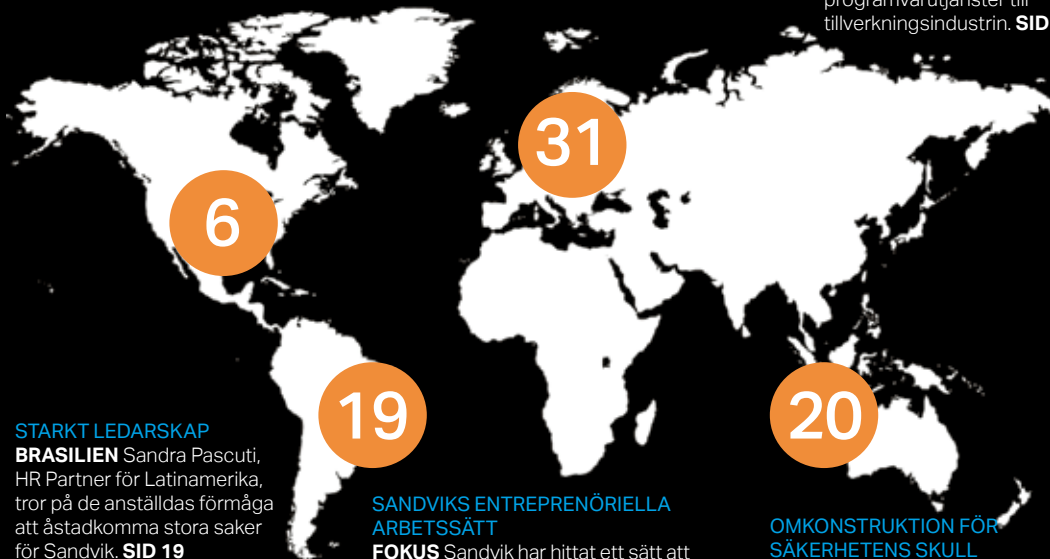 programvarutjänster till
tillverkningsindustrin. SID
31
6
19
20
STARKT LEDARSKAP
BRASILIEN Sandra Pascuti,
HR Partner för Latinamerika,
tror på de anställdas förmåga
att åstadkomma stora saker
för Sandvik. SID 19
SANDVIKS ENTREPRENÖRIELLA
ARBETSSÄTT
FOKUS Sandvik har hittat ett sätt att
OMKONSTRUKTION FÖR
SÄKERHETENS SKULL